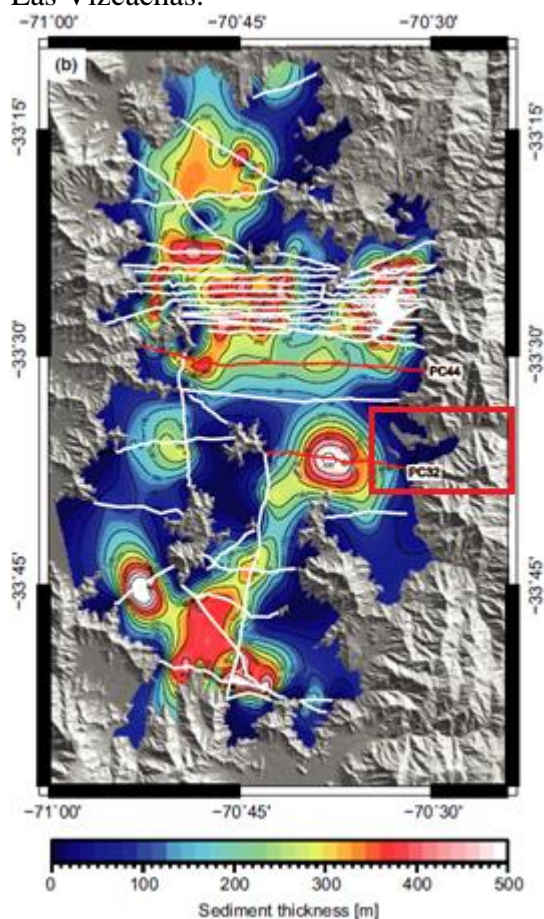 Las Vizcachas.
−71°00' −70°45' −70°30'
(b)
−33°15' −33°15'
−33°30' −33°30'
PC44
PC32
−33°45' −33°45'
−71°00' −70°45' −70°30'
0 100 200 300 400 500
Sediment thickness [m]